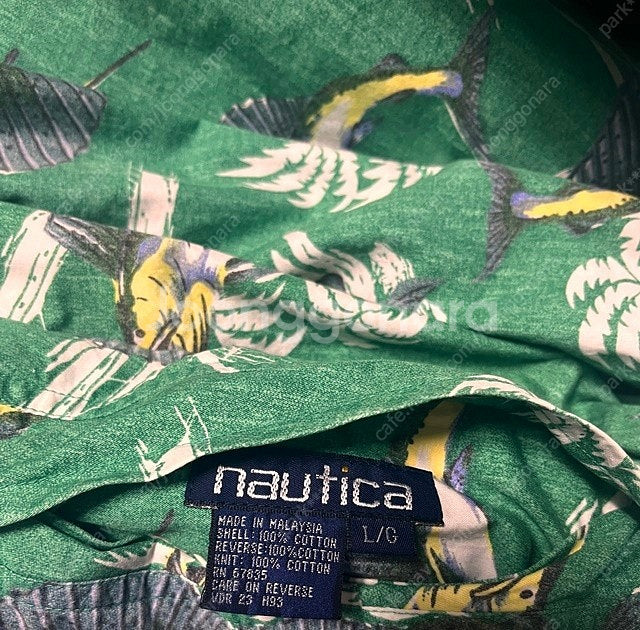 nautica
L/G
MADE IN MALAYSIA
SHELL:100% COTTON
REVERSE:100%COTTON
KNIT: 100% COTTON
RN 67835
CARE ON REVERSE
VDR 23 H93
joonggonara